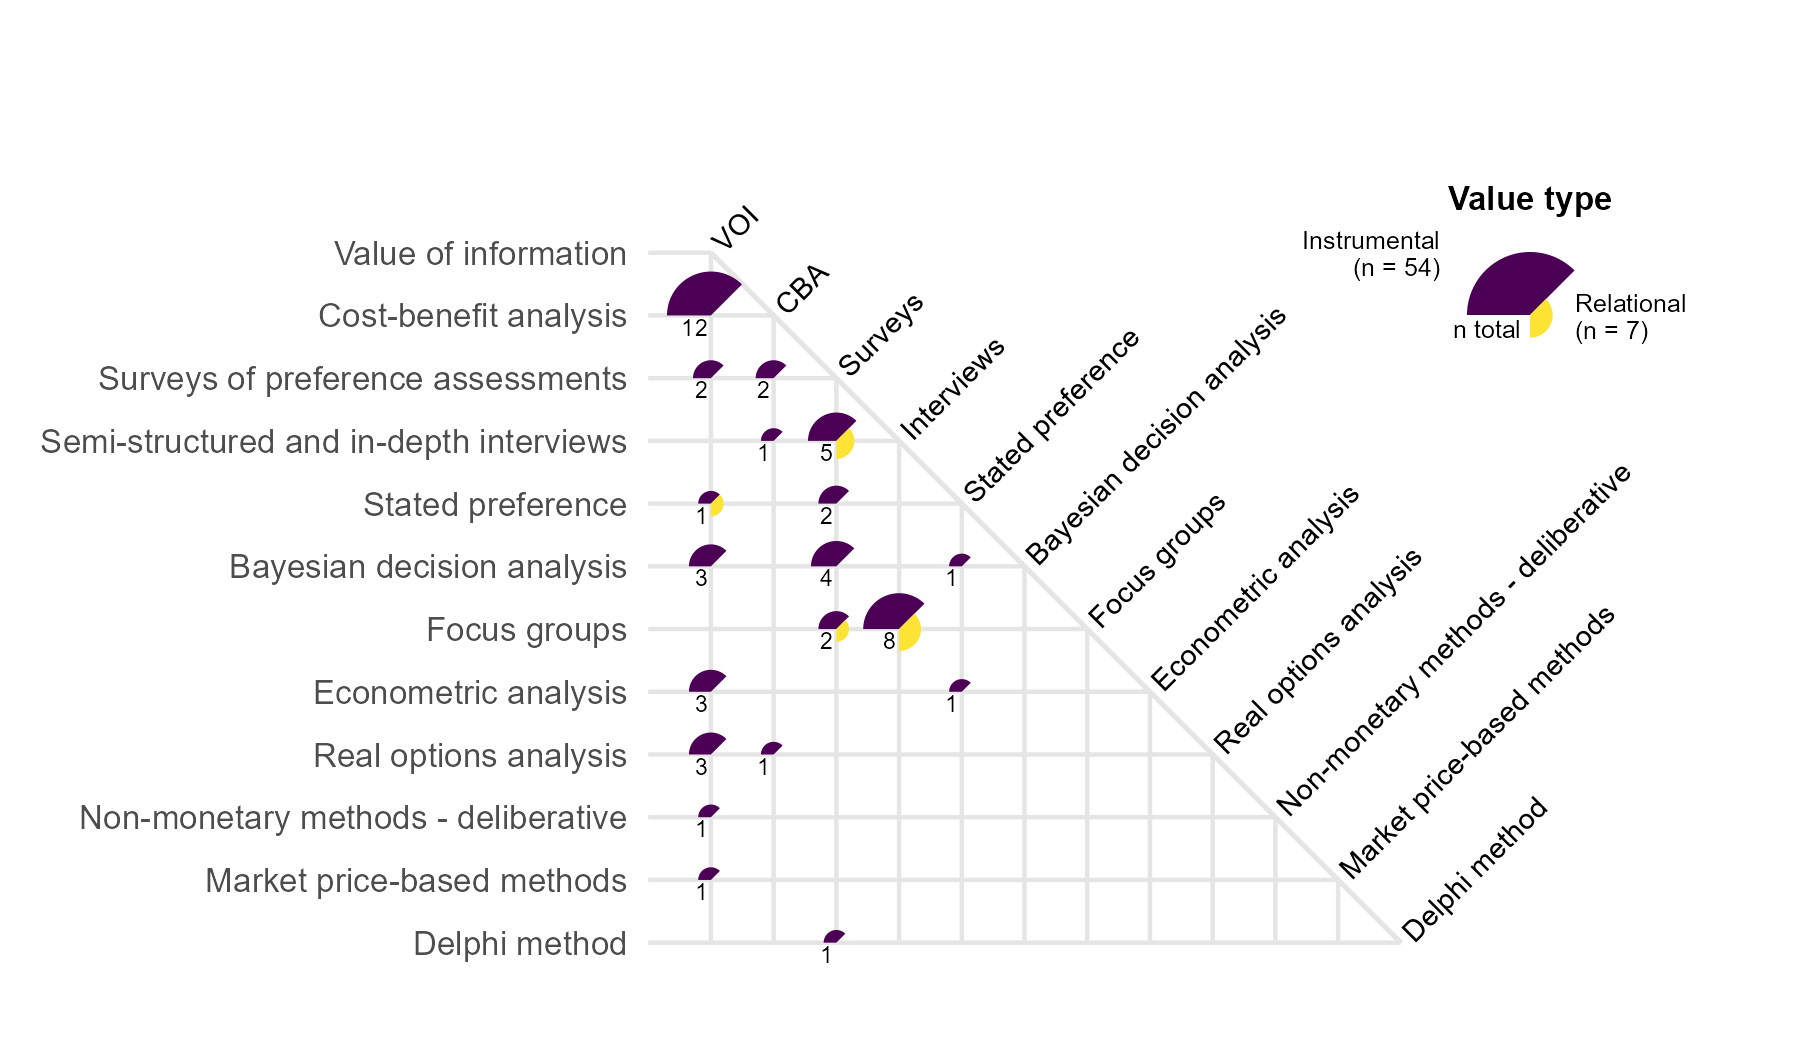 Value type
Instrumental
(n = 54)
Relational
(n = 7)
n total
VOI
CBA
Surveys
Interviews
Stated preference
Bayesian decision analysis
Focus groups
Econometric analysis
Real options analysis
Non-monetary methods - deliberative
Market price-based methods
Delphi method
Value of information
Cost-benefit analysis
12
Surveys of preference assessments
2 2
Semi-structured and in-depth interviews
1 5
Stated preference
1 2
Bayesian decision analysis
3 4 1
Focus groups
2 8
Econometric analysis
3 1
Real options analysis
3 1
Non-monetary methods - deliberative
1
Market price-based methods
1
Delphi method
1